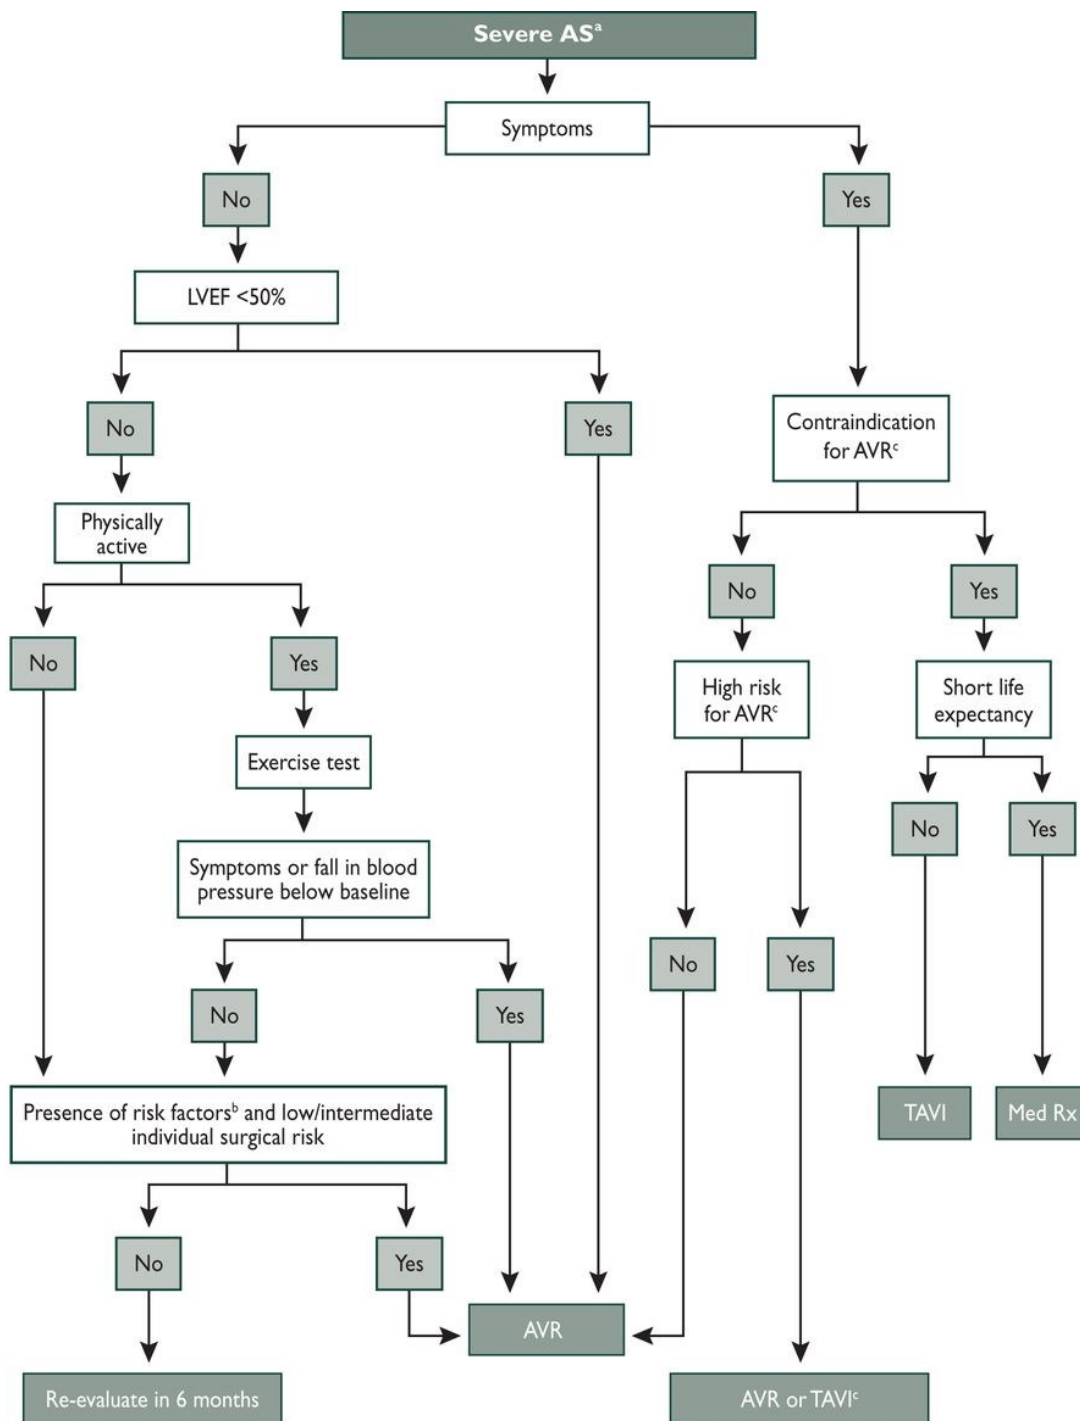 Severe ASᵃ
Symptoms
No
Yes
LVEF <50%
No
Yes
Contraindication
for AVRᶜ
Physically
active
No
Yes
No
Yes
High risk
for AVRᶜ
Short life
expectancy
Exercise test
No
Yes
Symptoms or fall in blood
pressure below baseline
No
Yes
No
Yes
Presence of risk factorsᵇ and low/intermediate
individual surgical risk
TAVI
Med Rx
No
Yes
AVR
Re-evaluate in 6 months
AVR or TAVIᶜ